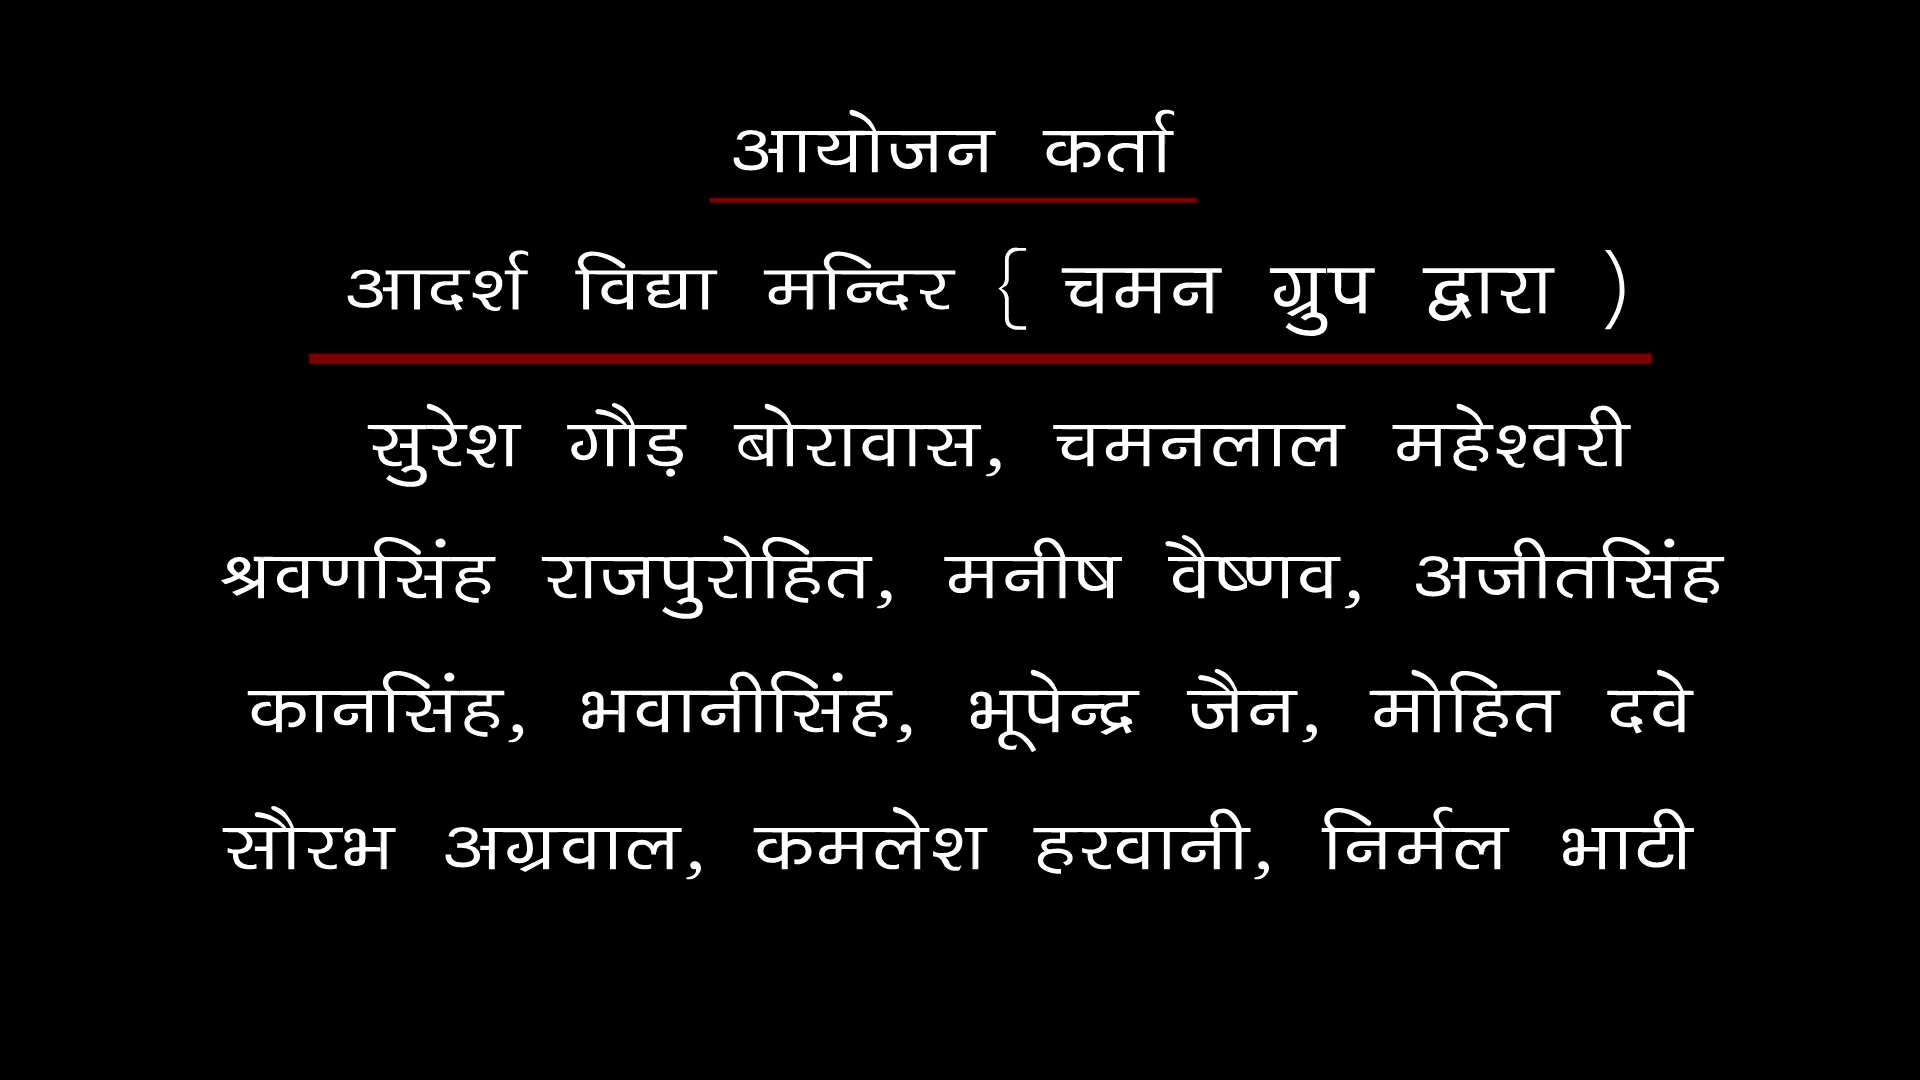 आयोजन कर्ता
आदर्श विद्या मन्दिर { चमन ग्रुप द्वारा )
सुरेश गौड़ बोरावास, चमनलाल महेश्वरी
श्रवणसिंह राजपुरोहित, मनीष वैष्णव, अजीतसिंह
कानसिंह, भवानीसिंह, भूपेन्द्र जैन, मोहित दवे
सौरभ अग्रवाल, कमलेश हरवानी, निर्मल भाटी